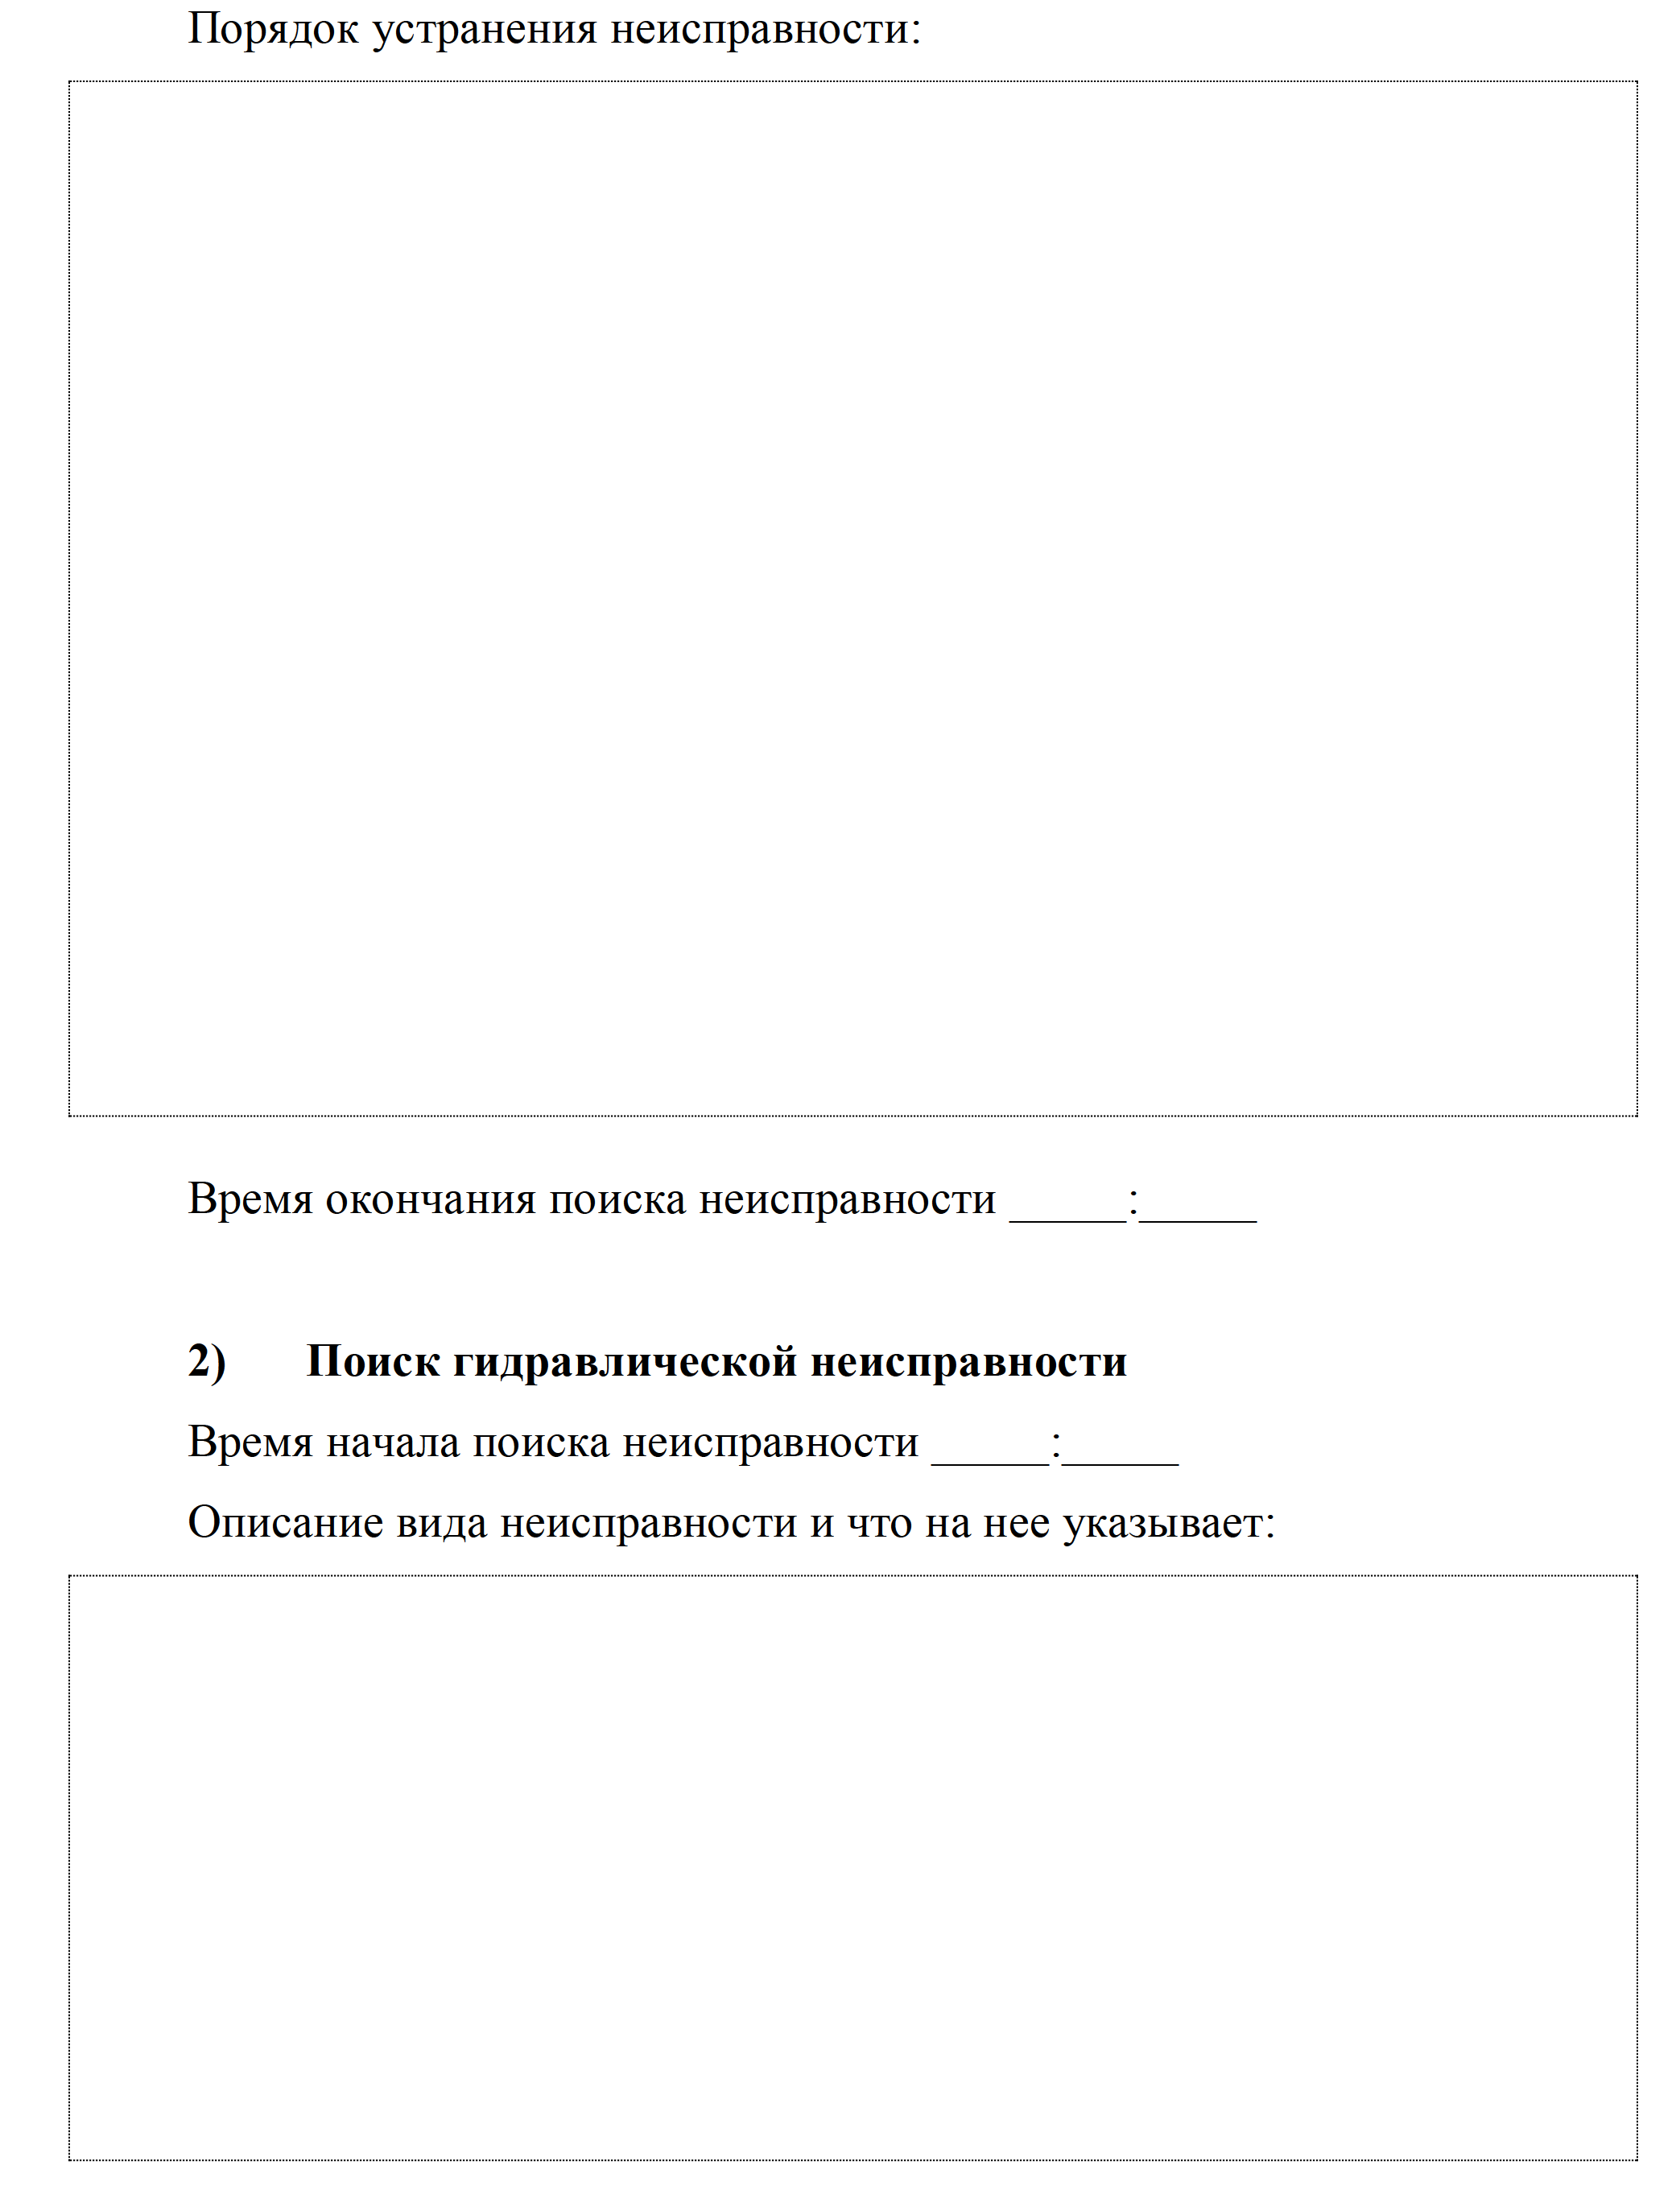 Порядок устранения неисправности:
Время окончания поиска неисправности _____:_____
2) Поиск гидравлической неисправности
Время начала поиска неисправности _____:_____
Описание вида неисправности и что на нее указывает: